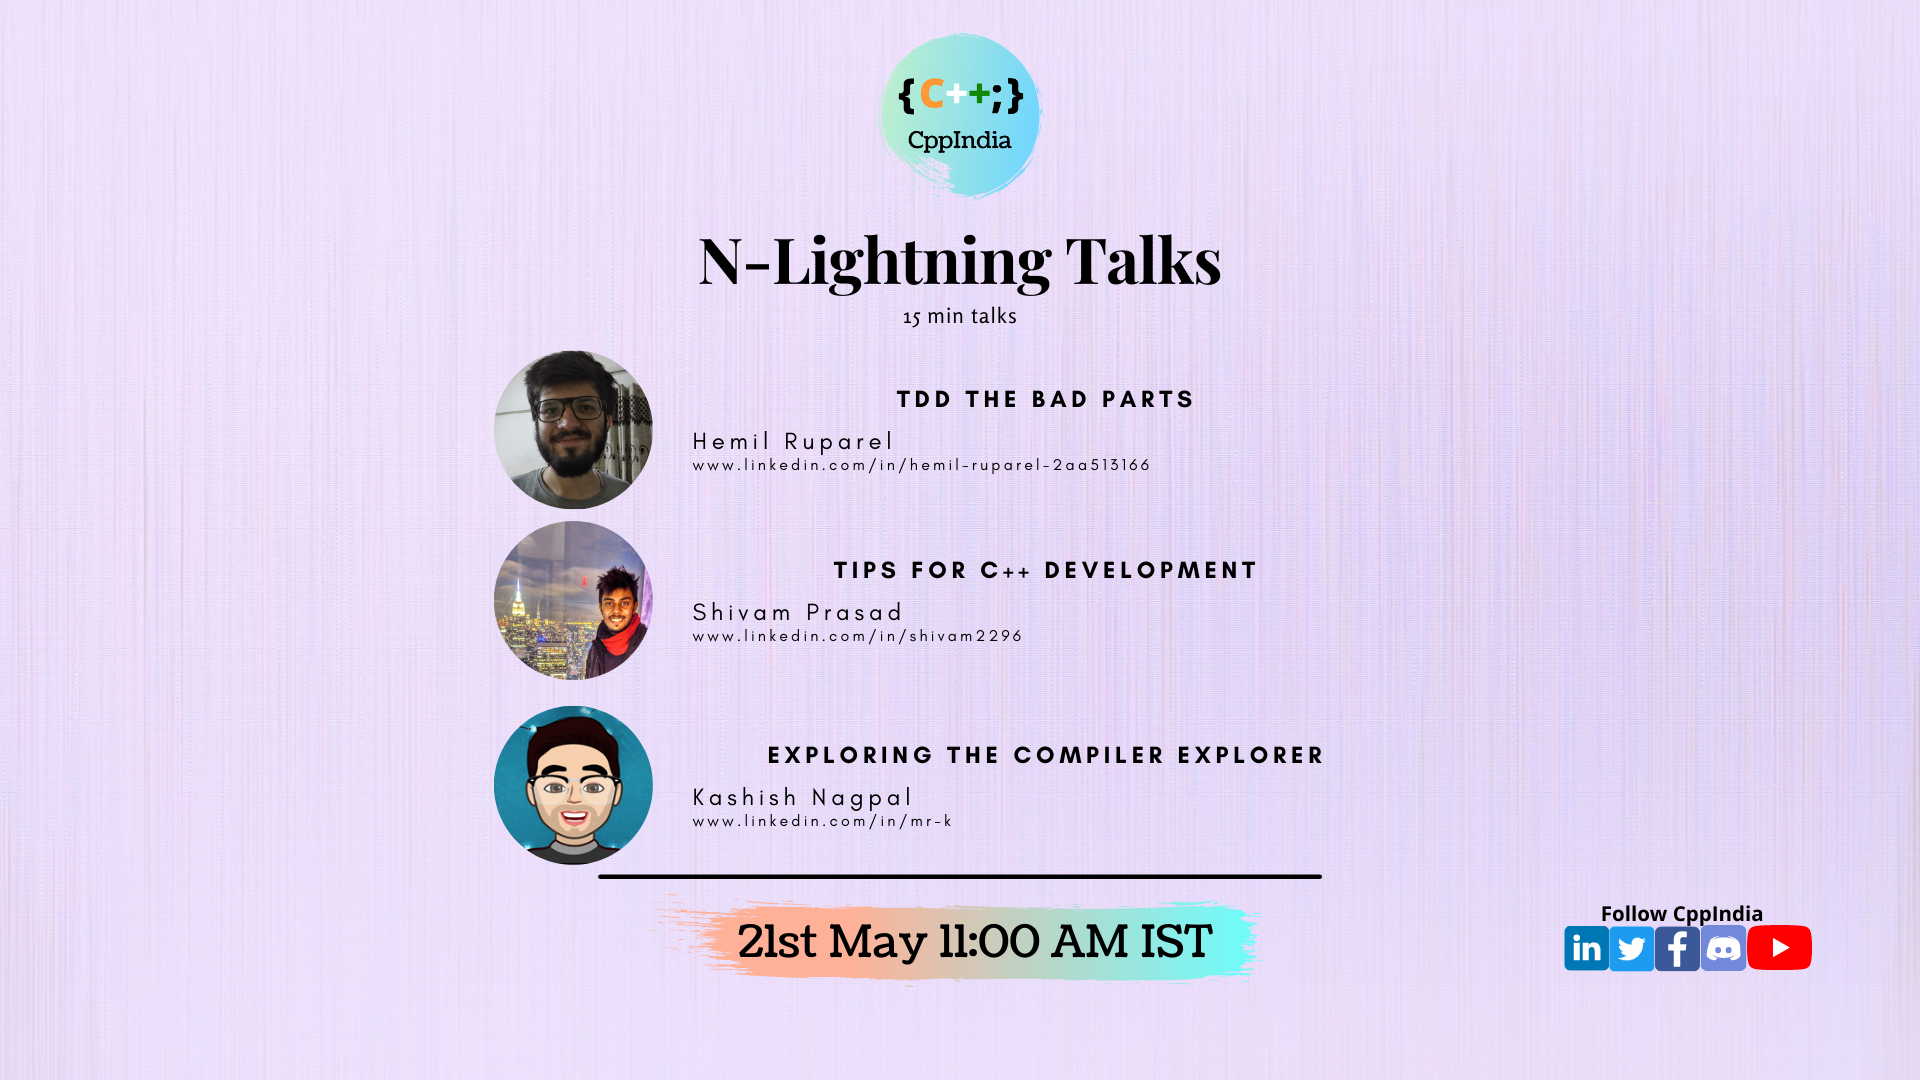 {C++;}
CppIndia
N-Lightning Talks
15 min talks
TDD THE BAD PARTS
Hemil Ruparel
www.linkedin.com/in/hemil-ruparel-2aa513166
TIPS FOR C++ DEVELOPMENT
Shivam Prasad
www.linkedin.com/in/shivam2296
EXPLORING THE COMPILER EXPLORER
Kashish Nagpal
www.linkedin.com/in/mr-k
21st May 11:00 AM IST
Follow CppIndia
in